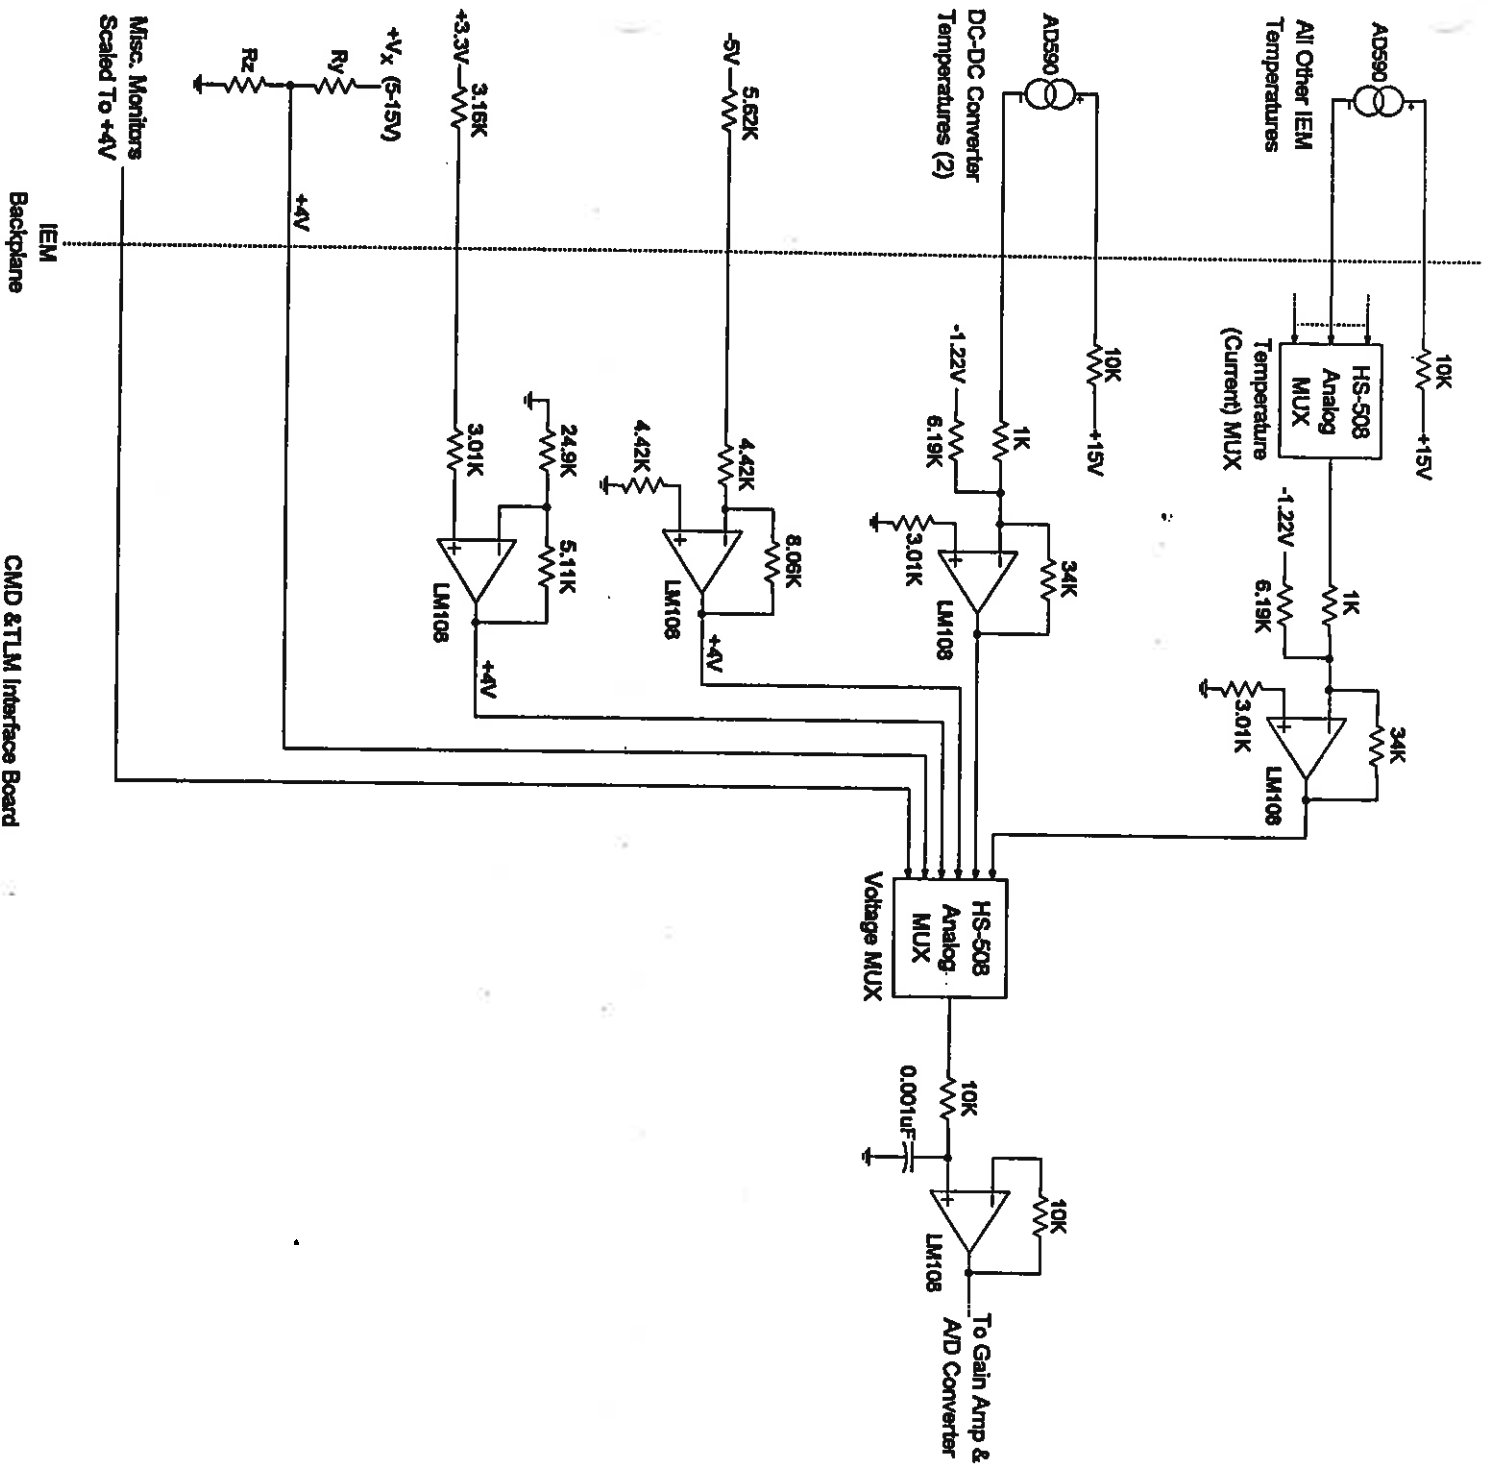 AD590
10K
+15V
All Other IEM
Temperatures
HS-508
Analog
MUX
Temperature
(Current) MUX
-1.22V
1K
6.19K
34K
3.01K
LM108
AD590
10K
+15V
DC-DC Converter
Temperatures (2)
1K
-1.22V
6.19K
34K
3.01K
LM108
-5V
5.62K
4.42K
4.42K
8.06K
LM108
+4V
+3.3V
3.16K
24.9K
3.01K
5.11K
LM108
+4V
+Vx (5-15V)
Ry
Rz
+4V
Misc. Monitors
Scaled To +4V
HS-508
Analog
MUX
Voltage MUX
10K
0.001uF
10K
LM108
To Gain Amp &
A/D Converter
IEM
Backplane
CMD &TLM Interface Board